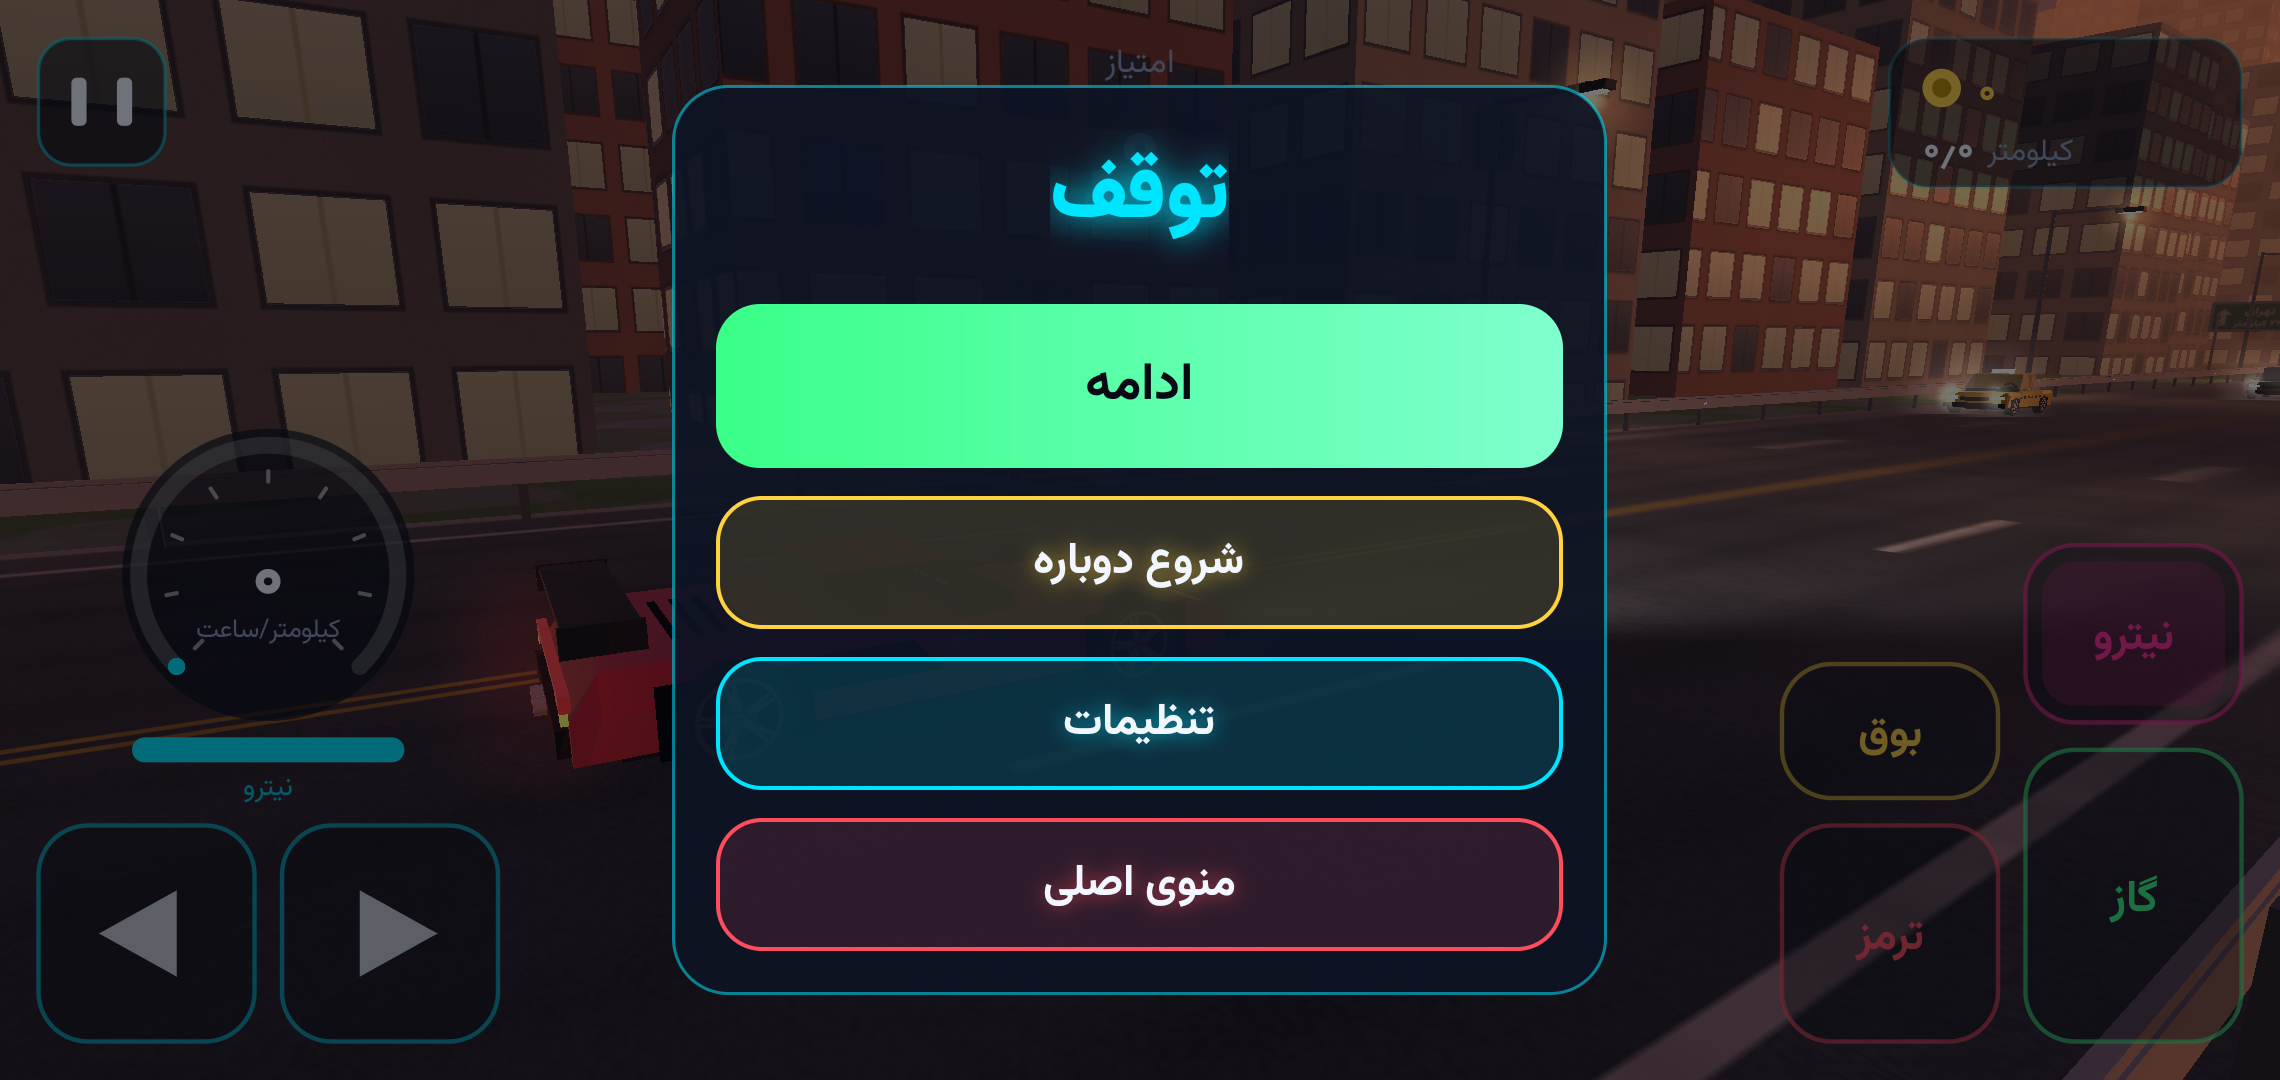 امتیاز
۰
۰/۰ کیلومتر
توقف
ادامه
شروع دوباره
تنظیمات
منوی اصلی
۰
کیلومتر/ساعت
نیترو
نیترو
بوق
گاز
ترمز
تهران